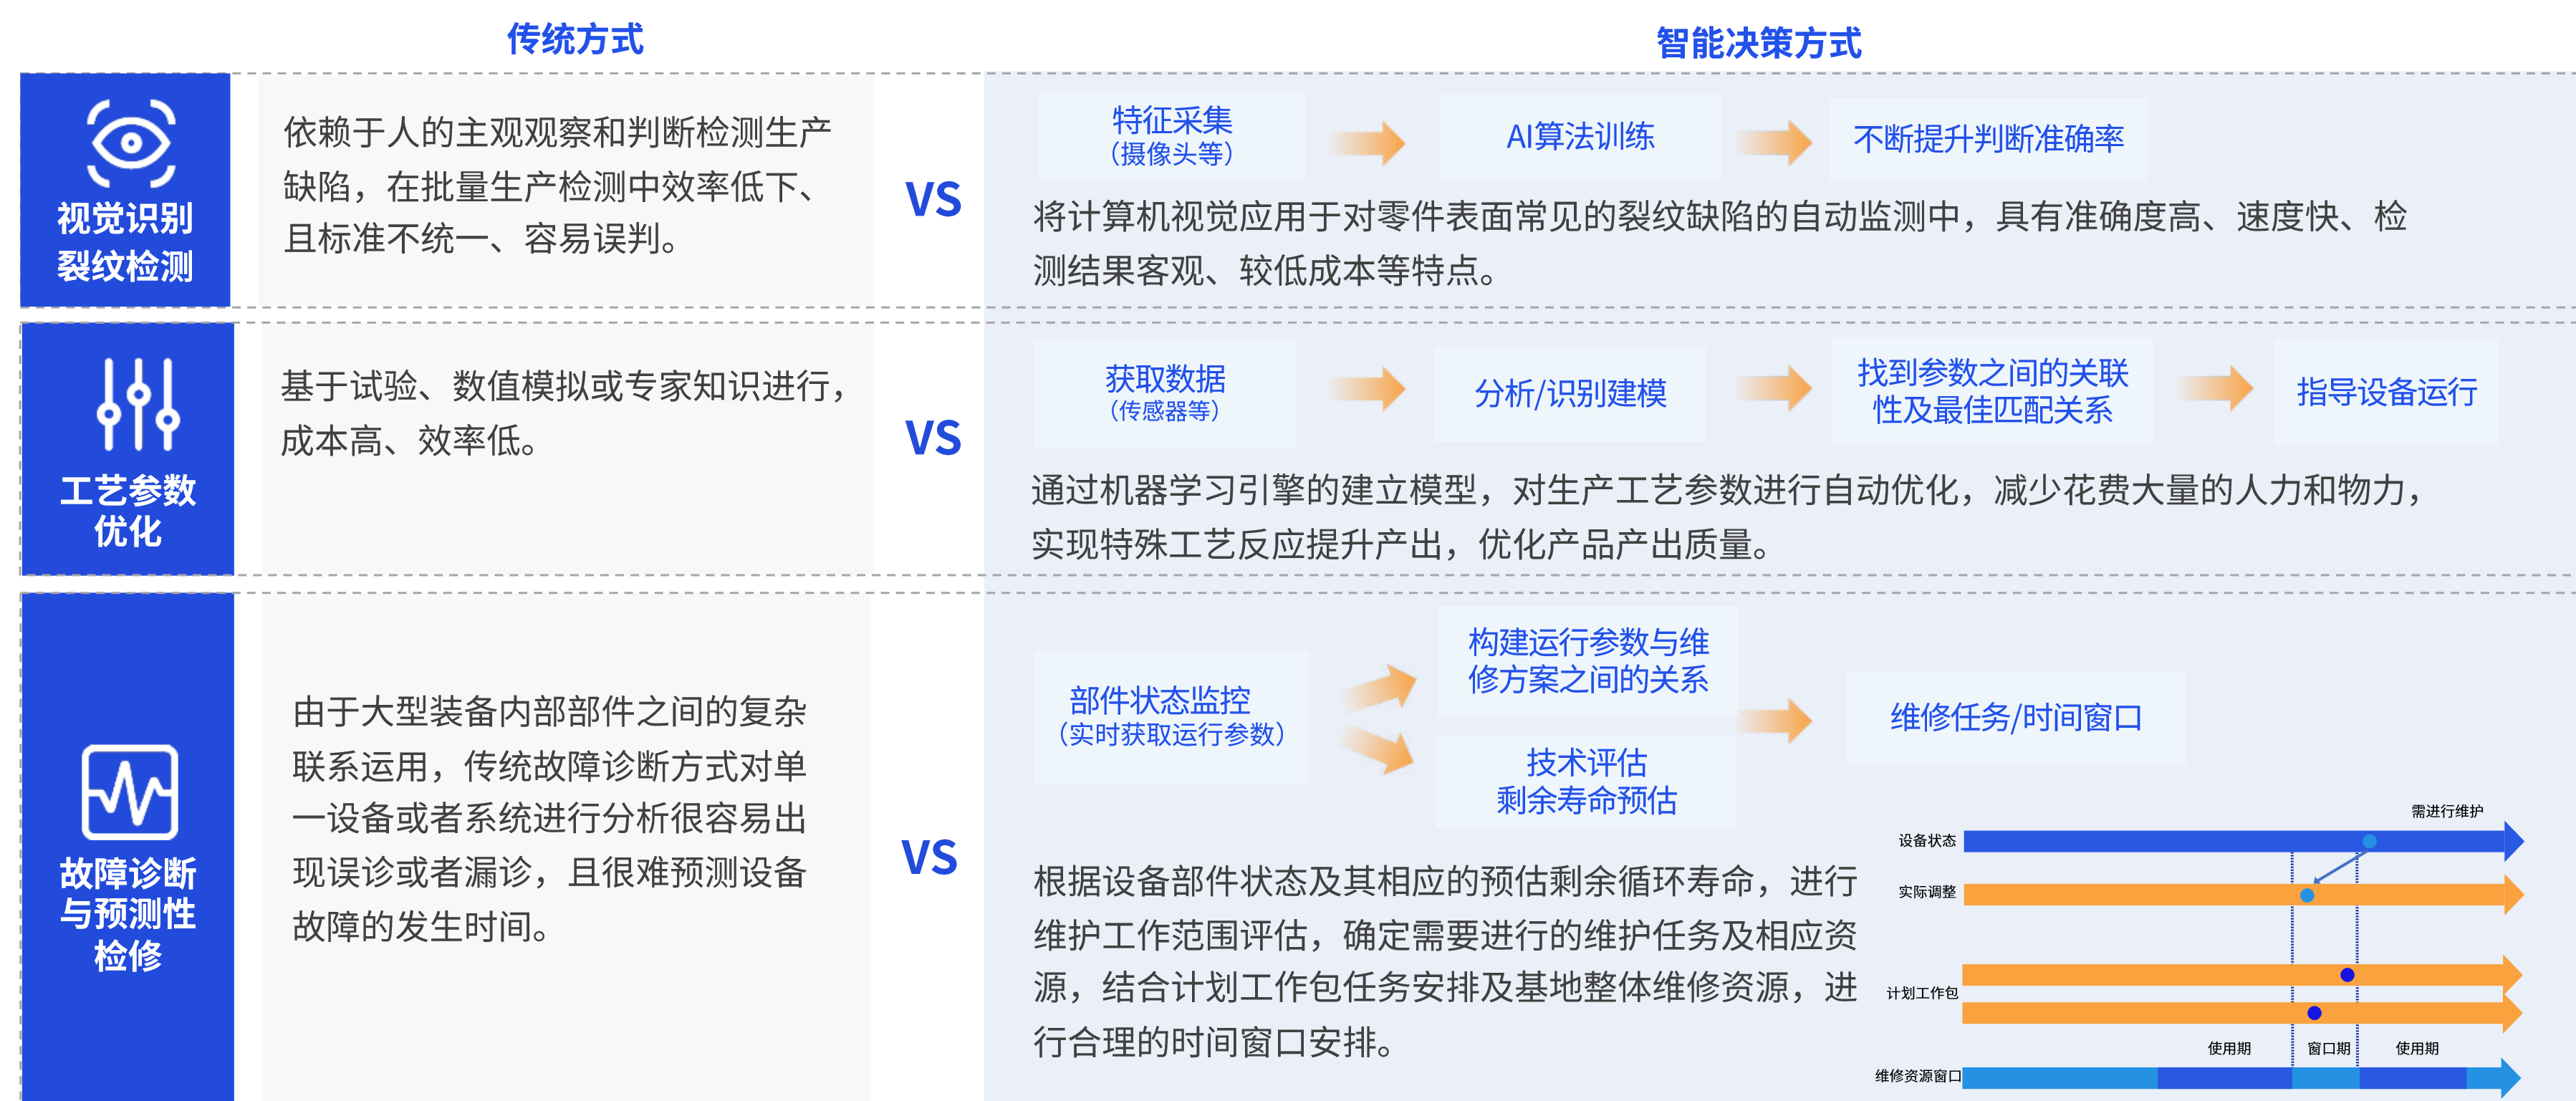 传统方式
智能决策方式
视觉识别
裂纹检测
依赖于人的主观观察和判断检测生产
缺陷，在批量生产检测中效率低下、
且标准不统一、容易误判。
VS
特征采集
（摄像头等）
AI算法训练
不断提升判断准确率
将计算机视觉应用于对零件表面常见的裂纹缺陷的自动监测中，具有准确度高、速度快、检
测结果客观、较低成本等特点。
工艺参数
优化
基于试验、数值模拟或专家知识进行，
成本高、效率低。
VS
获取数据
（传感器等）
分析/识别建模
找到参数之间的关联
性及最佳匹配关系
指导设备运行
通过机器学习引擎的建立模型，对生产工艺参数进行自动优化，减少花费大量的人力和物力，
实现特殊工艺反应提升产出，优化产品产出质量。
故障诊断
与预测性
检修
由于大型装备内部部件之间的复杂
联系运用，传统故障诊断方式对单
一设备或者系统进行分析很容易出
现误诊或者漏诊，且很难预测设备
故障的发生时间。
VS
部件状态监控
（实时获取运行参数）
构建运行参数与维
修方案之间的关系
技术评估
剩余寿命预估
维修任务/时间窗口
根据设备部件状态及其相应的预估剩余循环寿命，进行
维护工作范围评估，确定需要进行的维护任务及相应资
源，结合计划工作包任务安排及基地整体维修资源，进
行合理的时间窗口安排。
需进行维护
设备状态
实际调整
计划工作包
使用期
窗口期
使用期
维修资源窗口